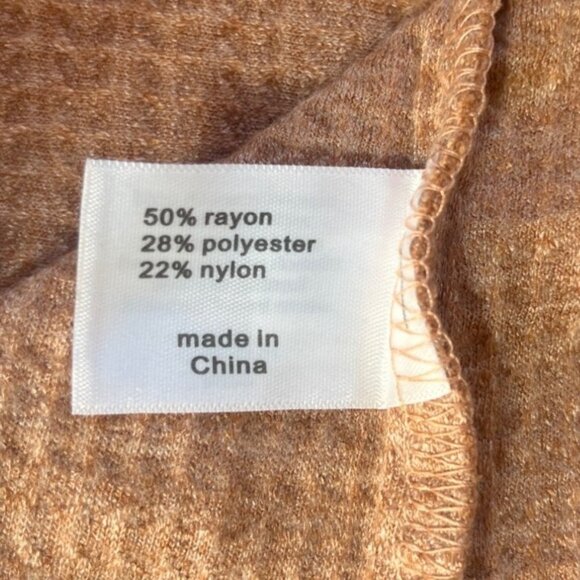 50% rayon
28% polyester
22% nylon
made in
China